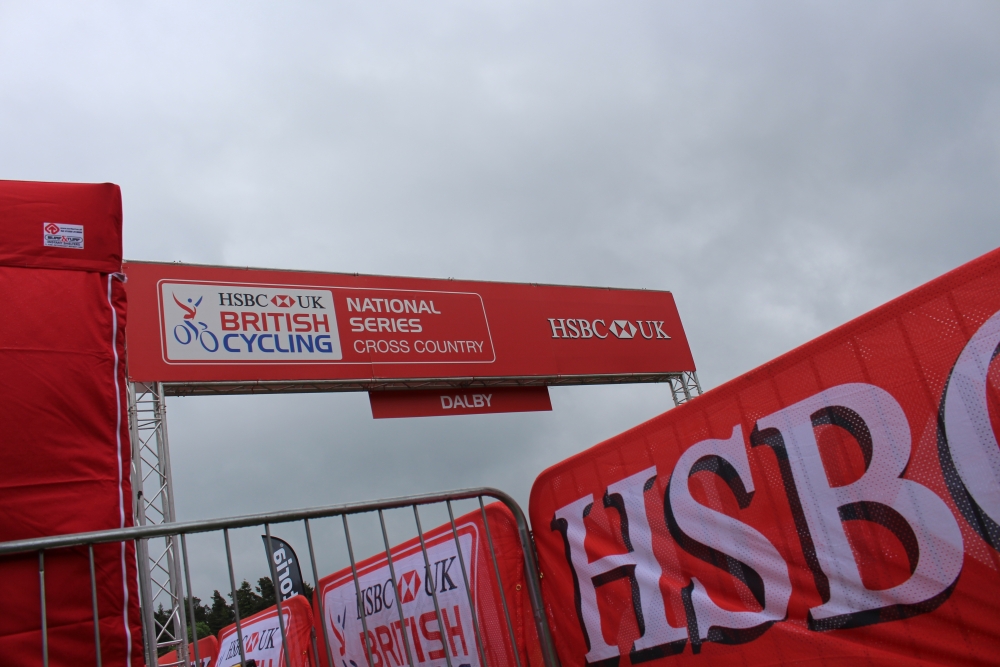 HSBC UK
BRITISH
CYCLING
NATIONAL
SERIES
CROSS COUNTRY
HSBC UK
DALBY
HSBC
HSBC UK
BRITISH
HSBC UK